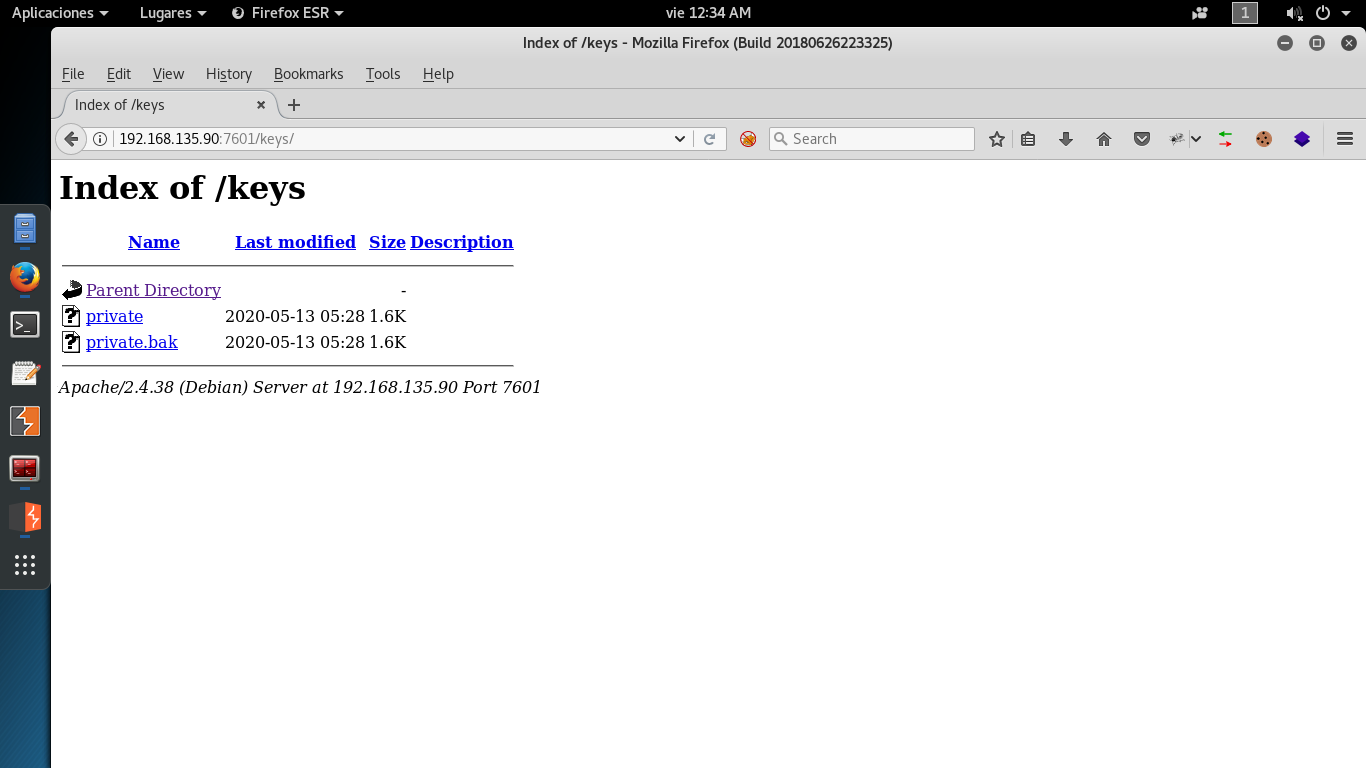 Aplicaciones Lugares Firefox ESR vie 12:34 AM 1
Index of /keys - Mozilla Firefox (Build 20180626223325)
File Edit View History Bookmarks Tools Help
Index of /keys
192.168.135.90:7601/keys/ Search
Index of /keys
Name Last modified Size Description
Parent Directory -
private 2020-05-13 05:28 1.6K
private.bak 2020-05-13 05:28 1.6K
Apache/2.4.38 (Debian) Server at 192.168.135.90 Port 7601